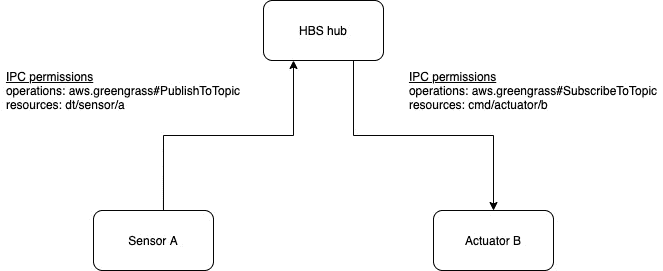 HBS hub
IPC permissions
operations: aws.greengrass#PublishToTopic
resources: dt/sensor/a
IPC permissions
operations: aws.greengrass#SubscribeToTopic
resources: cmd/actuator/b
Sensor A
Actuator B